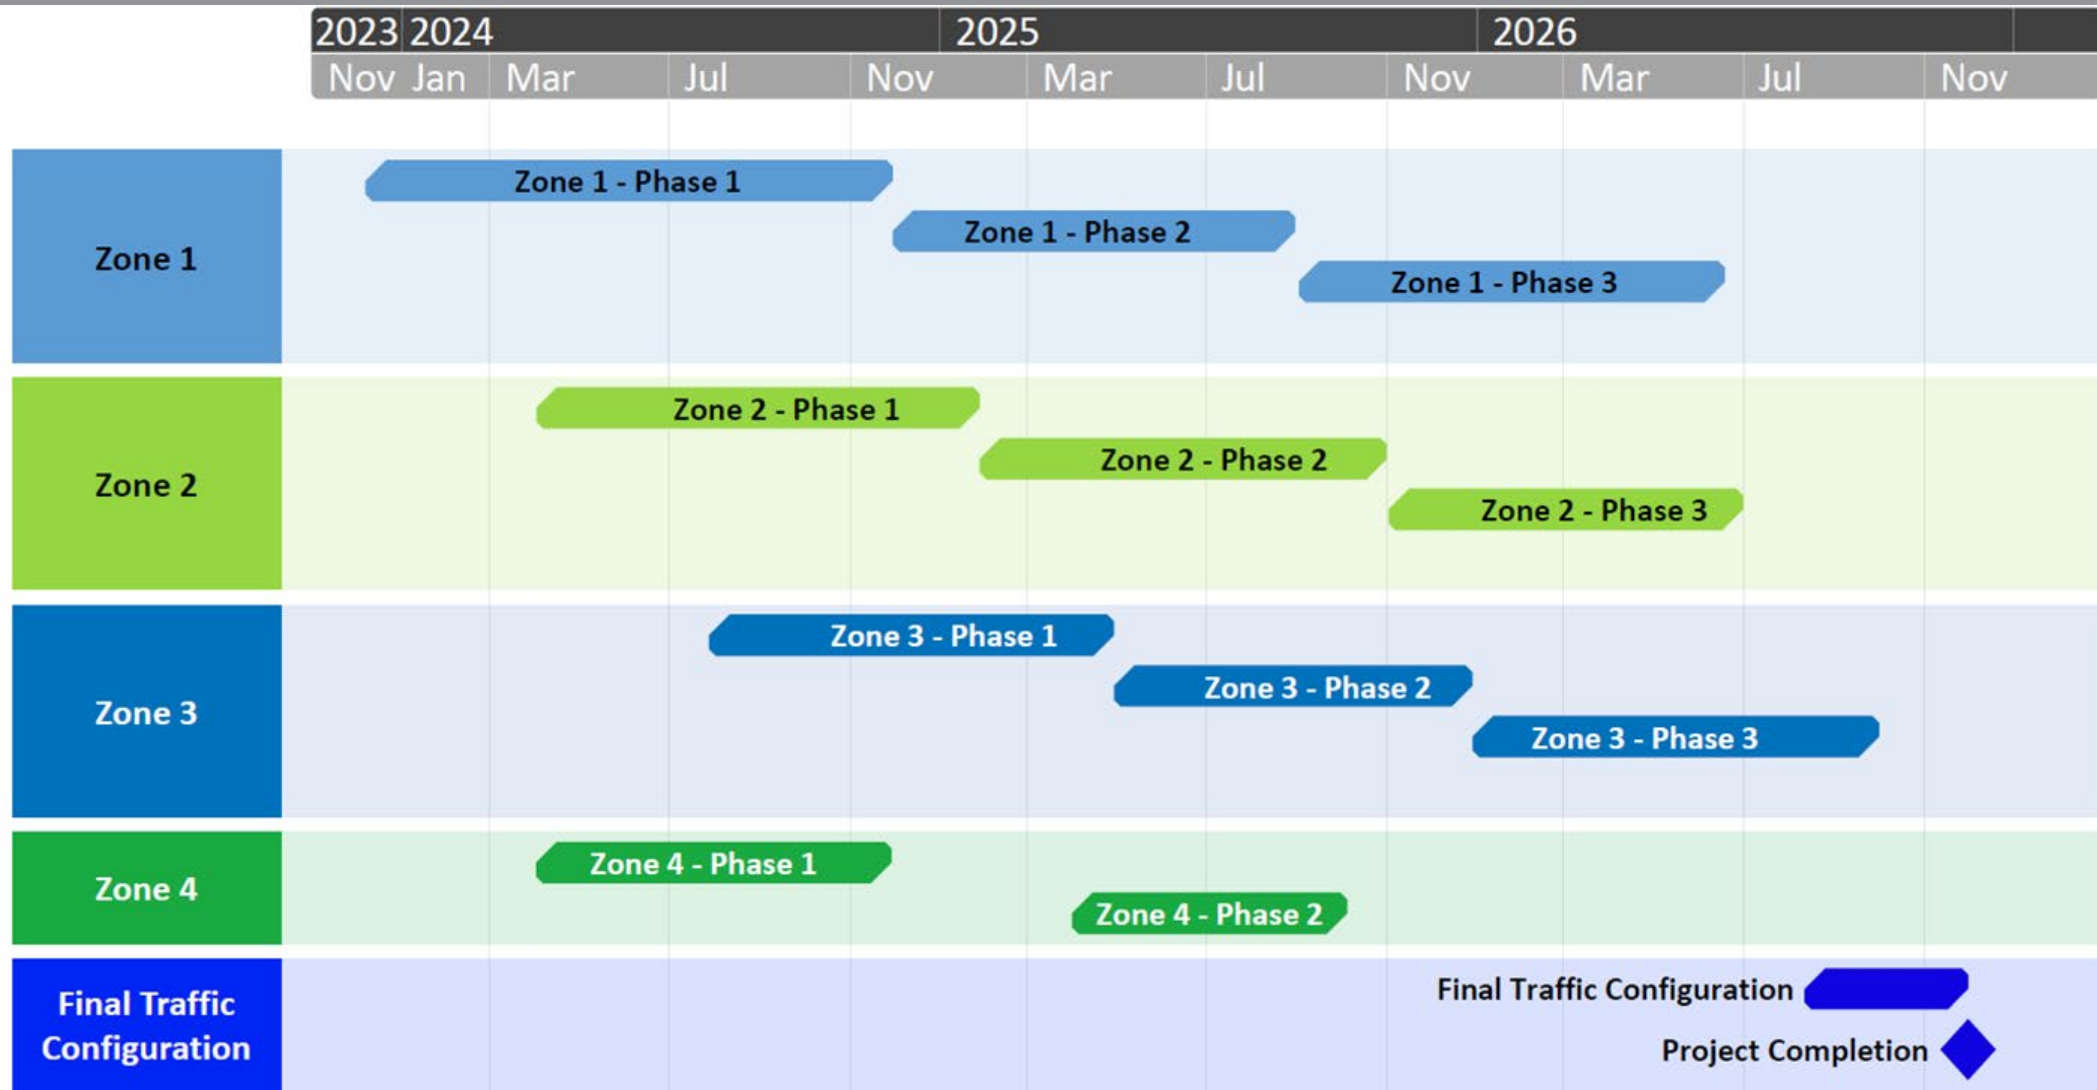 2023 2024 2025 2026
Nov Jan Mar Jul Nov Mar Jul Nov Mar Jul Nov
Zone 1
Zone 1 - Phase 1
Zone 1 - Phase 2
Zone 1 - Phase 3
Zone 2
Zone 2 - Phase 1
Zone 2 - Phase 2
Zone 2 - Phase 3
Zone 3
Zone 3 - Phase 1
Zone 3 - Phase 2
Zone 3 - Phase 3
Zone 4
Zone 4 - Phase 1
Zone 4 - Phase 2
Final Traffic
Configuration
Final Traffic Configuration
Project Completion